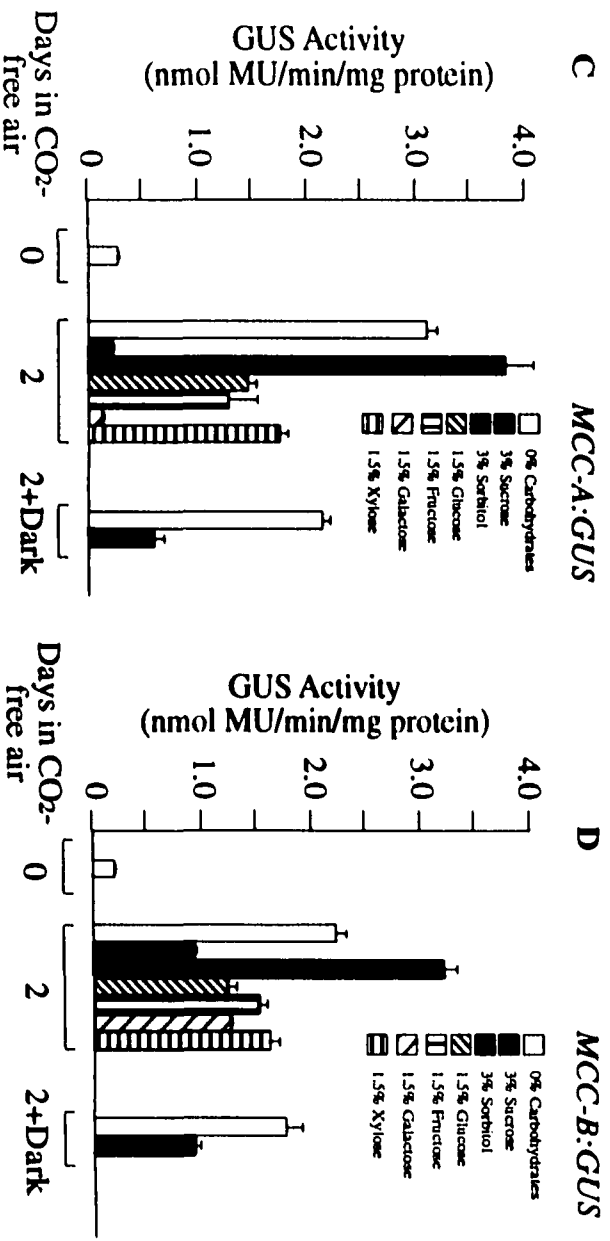 C
MCC-A:GUS
GUS Activity
(nmol MU/min/mg protein)
4.0
3.0
2.0
1.0
0
0% Carbohydrates
3% Sucrose
3% Sorbitol
1.5% Glucose
1.5% Fructose
1.5% Galactose
1.5% Xylose
Days in CO2-
free air
0
2
2+Dark
D
MCC-B:GUS
GUS Activity
(nmol MU/min/mg protein)
4.0
3.0
2.0
1.0
0
0% Carbohydrates
3% Sucrose
3% Sorbitol
1.5% Glucose
1.5% Fructose
1.5% Galactose
1.5% Xylose
Days in CO2-
free air
0
2
2+Dark